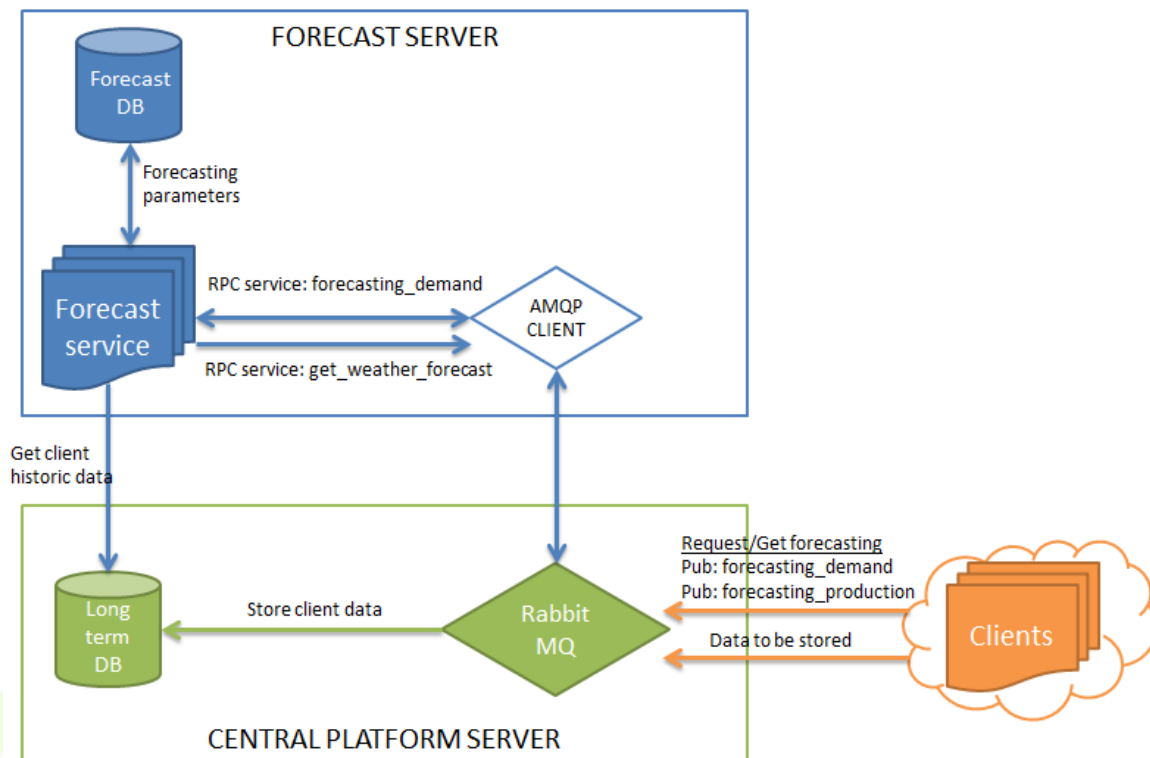 FORECAST SERVER
Forecast
DB
Forecasting
parameters
RPC service: forecasting_demand
Forecast
service
AMQP
CLIENT
RPC service: get_weather_forecast
Get client
historic data
Request/Get forecasting
Pub: forecasting_demand
Pub: forecasting_production
Long
term
DB
Store client data
Rabbit
MQ
Data to be stored
Clients
CENTRAL PLATFORM SERVER